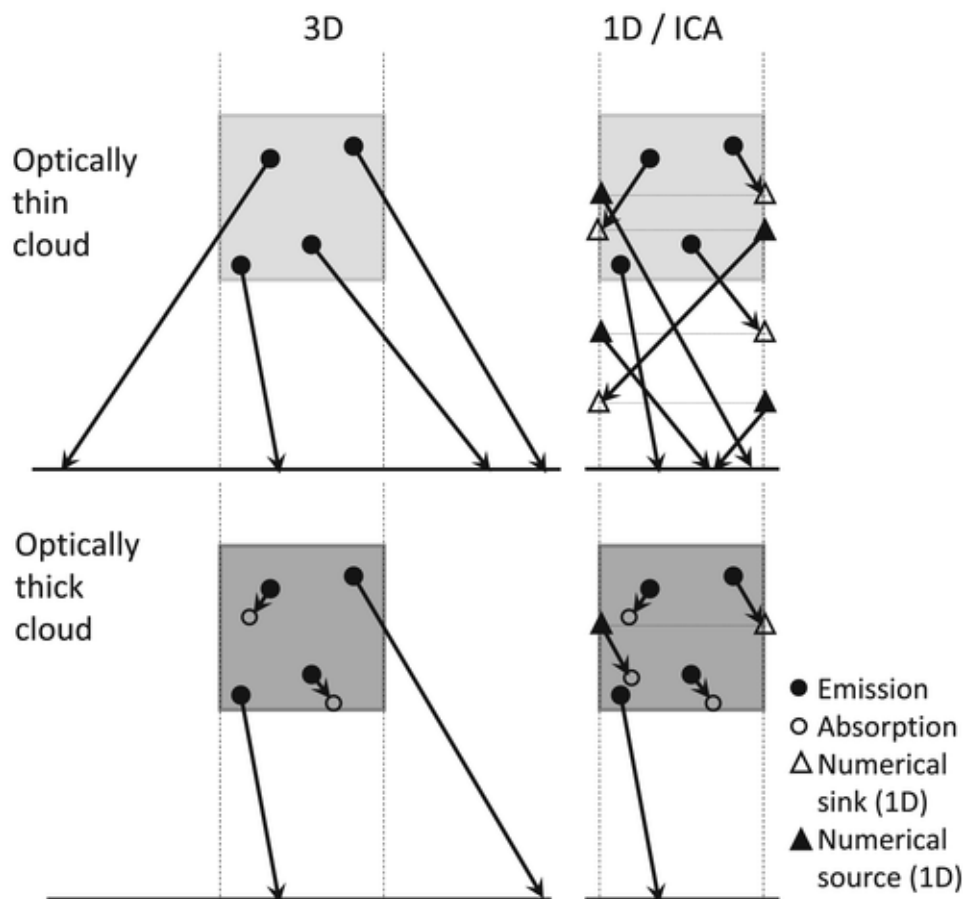 3D
1D / ICA
Optically
thin
cloud
Optically
thick
cloud
Emission
Absorption
Numerical
sink (1D)
Numerical
source (1D)